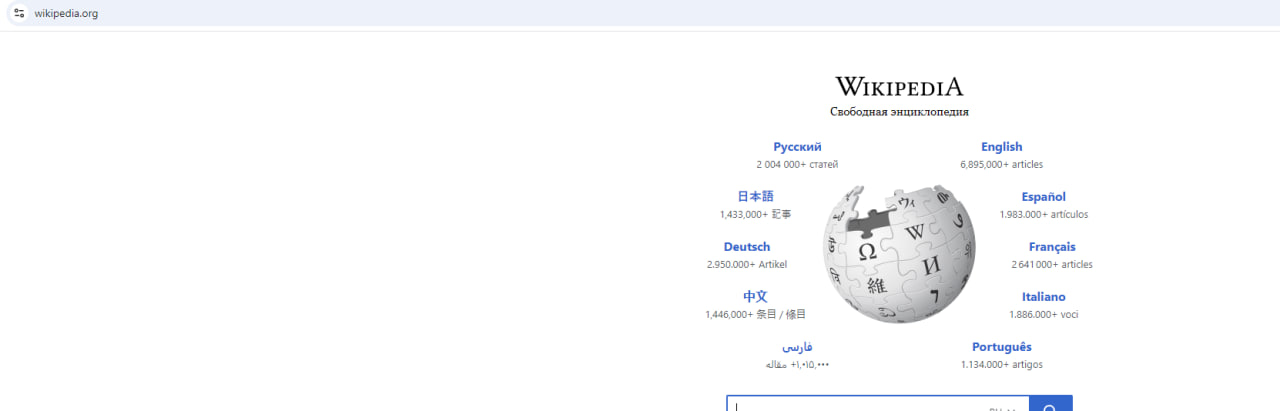 wikipedia.org
WIKIPEDIA
Свободная энциклопедия
Русский
2 004 000+ статей
English
6,895,000+ articles
日本語
1,433,000+ 記事
Español
1.983.000+ artículos
Deutsch
2.950.000+ Artikel
Français
2 641 000+ articles
中文
1,446,000+ 条目 / 條目
Italiano
1.886.000+ voci
فارسی
۱٬۰۱۵٬۰۰۰+ مقاله
Português
1.134.000+ artigos
Ω
W
И
維
ウィ